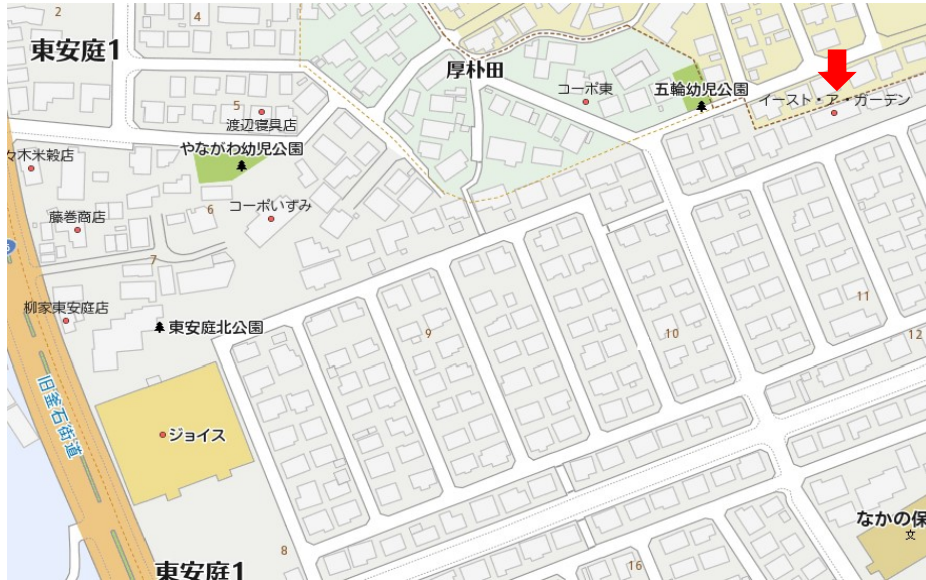 2
4
東安庭1
厚朴田
コーポ東
五輪幼児公園
イースト・ア・ガーデン
5
渡辺寝具店
やながわ幼児公園
々木米穀店
コーポいずみ
6
藤巻商店
7
柳家東安庭店
東安庭北公園
9
10
11
12
旧釜石街道
ジョイス
なかの保
文
8
16
東安庭1